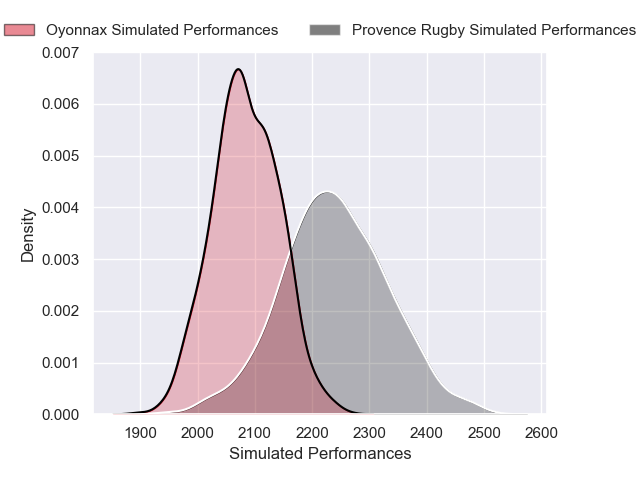 Oyonnax Simulated Performances Provence Rugby Simulated Performances
0.007
0.006
0.005
0.004
0.003
0.002
0.001
0.000
Density
1900 2000 2100 2200 2300 2400 2500 2600
Simulated Performances